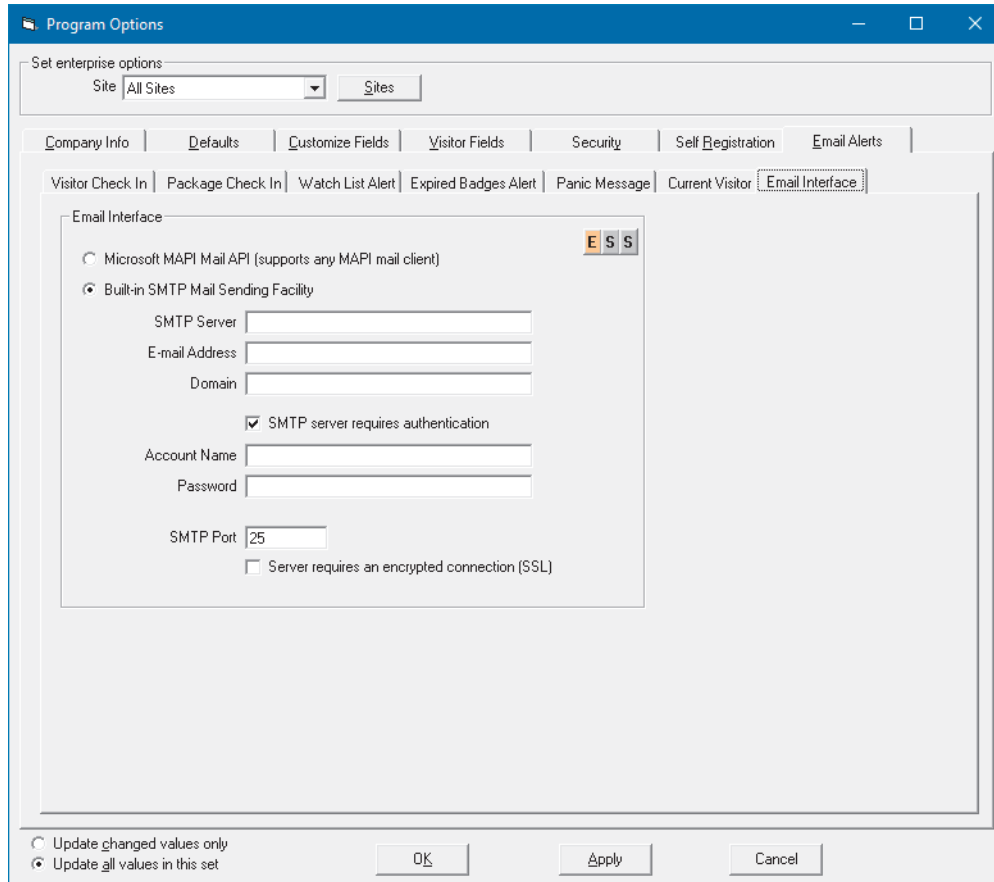 Program Options
Set enterprise options
Site All Sites Sites
Company Info Defaults Customize Fields Visitor Fields Security Self Registration Email Alerts
Visitor Check In Package Check In Watch List Alert Expired Badges Alert Panic Message Current Visitor Email Interface
Email Interface
E S S
Microsoft MAPI Mail API (supports any MAPI mail client)
Built-in SMTP Mail Sending Facility
SMTP Server
E-mail Address
Domain
SMTP server requires authentication
Account Name
Password
SMTP Port 25
Server requires an encrypted connection (SSL)
Update changed values only
Update all values in this set
OK Apply Cancel